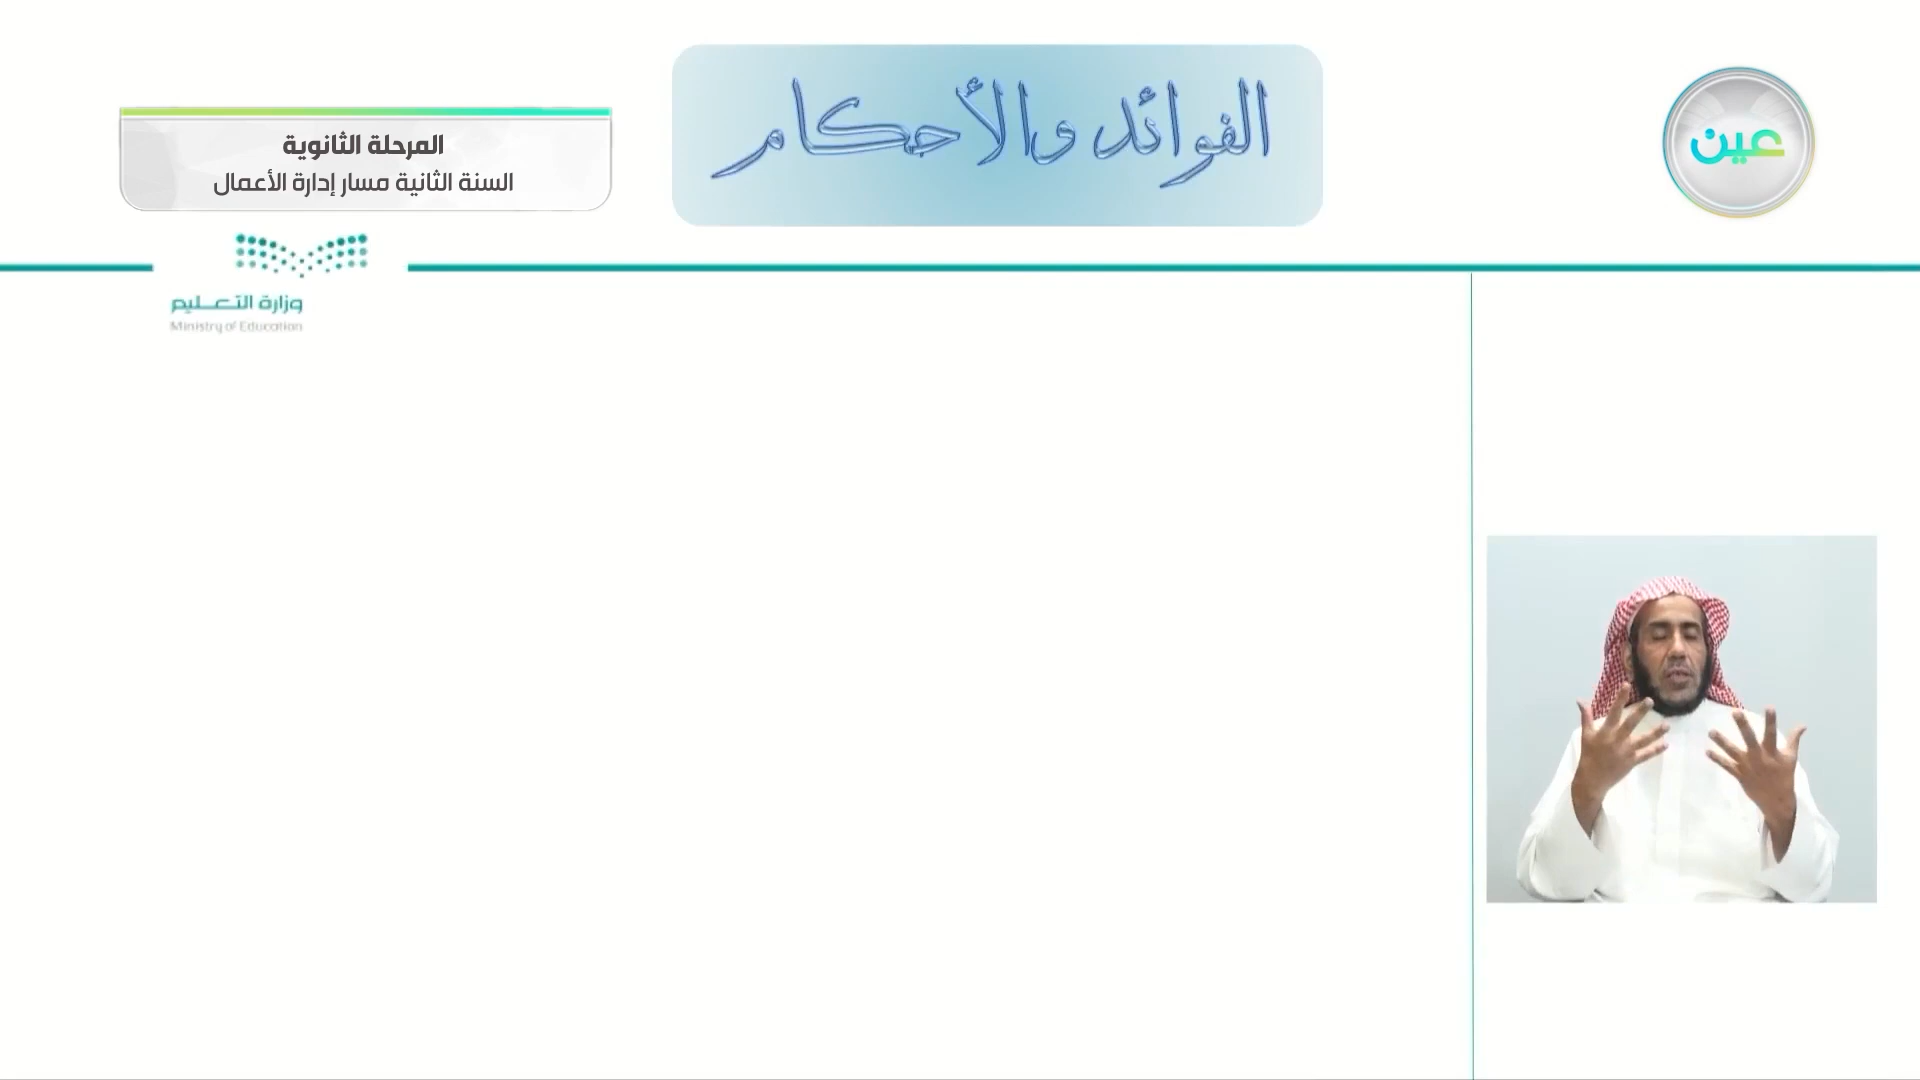 الفوائد والأحكام
عين
المرحلة الثانوية
السنة الثانية مسار إدارة الأعمال
وزارة التعليم
Ministry of Education